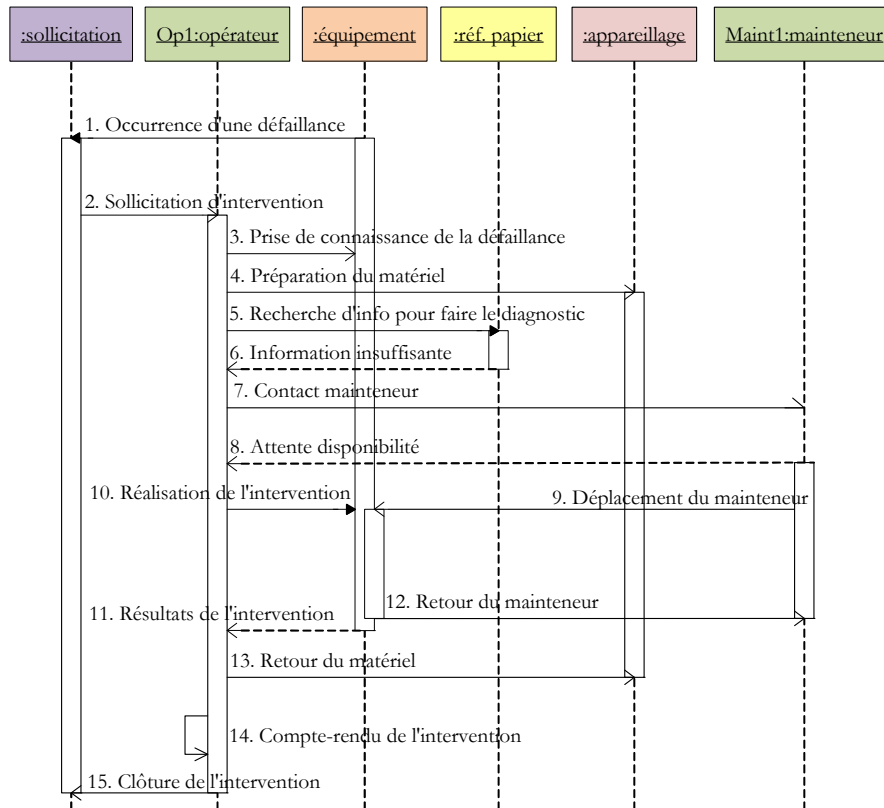 :sollicitation
Op1:opérateur
:équipement
:réf. papier
:appareillage
Maint1:mainteneur
1. Occurrence d'une défaillance
2. Sollicitation d'intervention
3. Prise de connaissance de la défaillance
4. Préparation du matériel
5. Recherche d'info pour faire le diagnostic
6. Information insuffisante
7. Contact mainteneur
8. Attente disponibilité
10. Réalisation de l'intervention
9. Déplacement du mainteneur
12. Retour du mainteneur
11. Résultats de l'intervention
13. Retour du matériel
14. Compte-rendu de l'intervention
15. Clôture de l'intervention